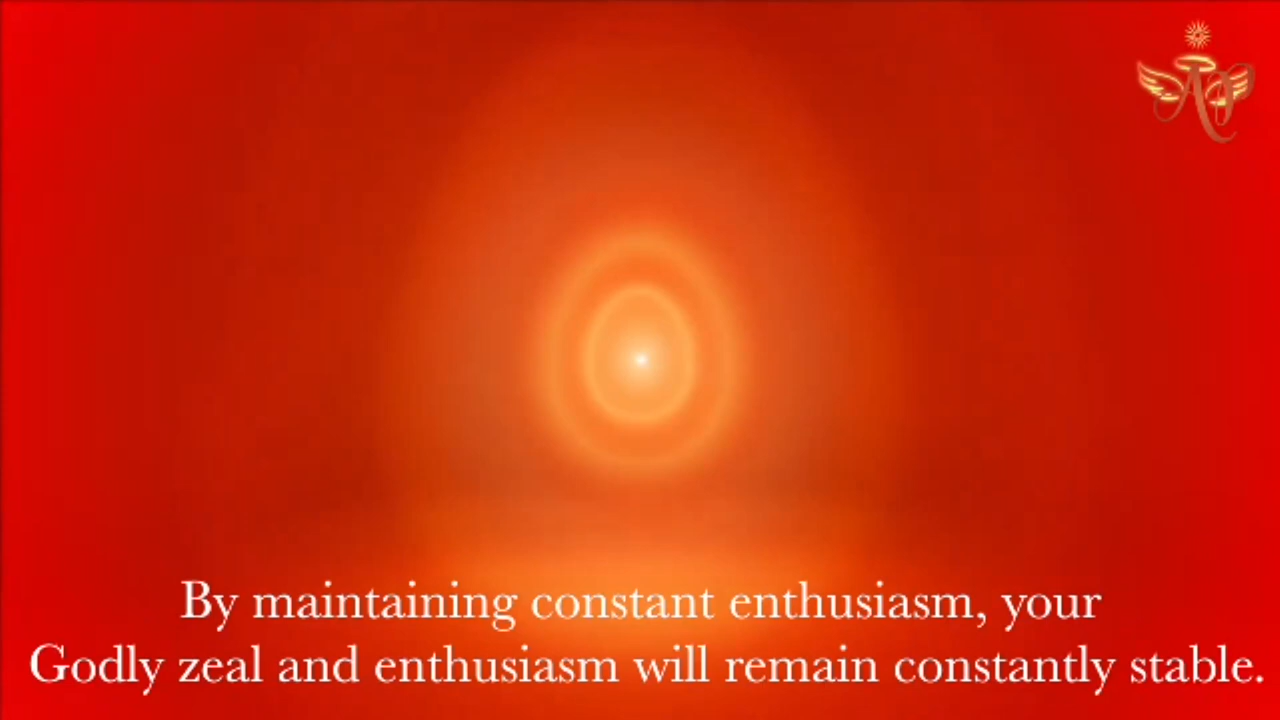 By maintaining constant enthusiasm, your
Godly zeal and enthusiasm will remain constantly stable.